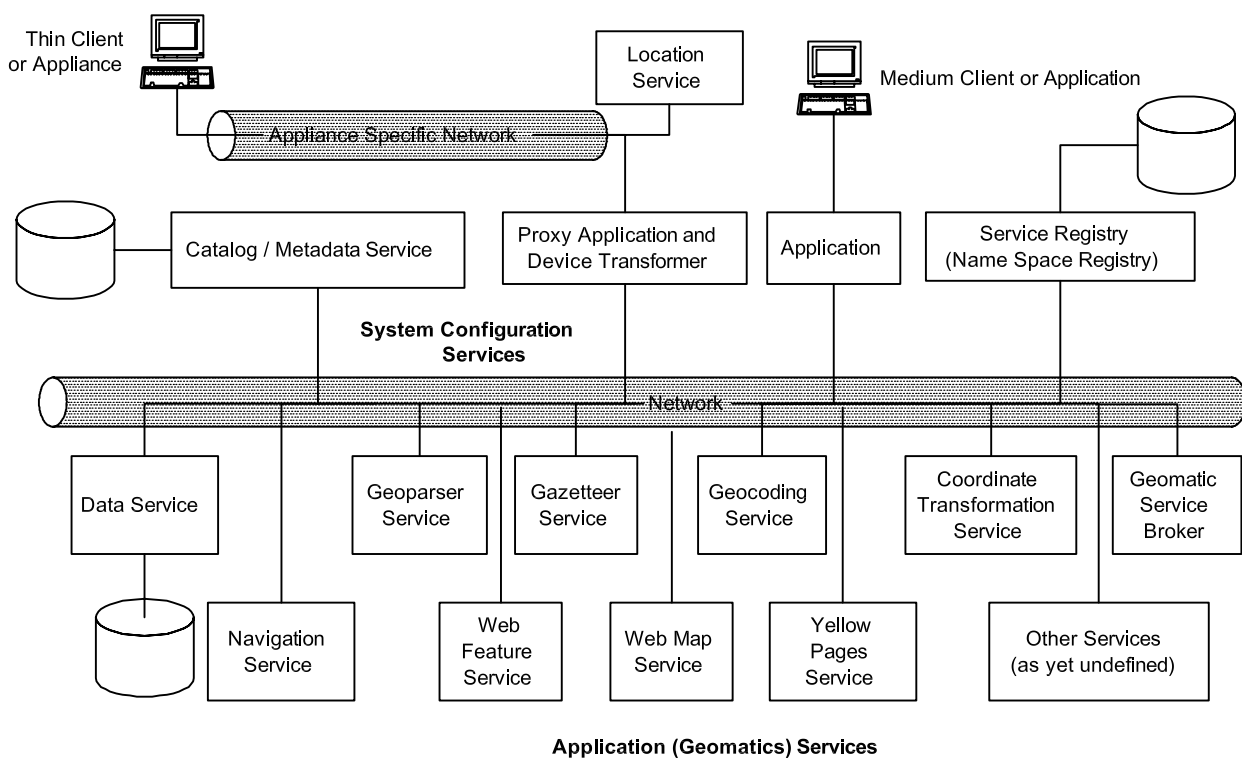 Thin Client
or Appliance
Location
Service
Medium Client or Application
Appliance Specific Network
Catalog / Metadata Service
Proxy Application and
Device Transformer
Application
Service Registry
(Name Space Registry)
System Configuration
Services
Network
Data Service
Geoparser
Service
Gazetteer
Service
Geocoding
Service
Coordinate
Transformation
Service
Geomatic
Service
Broker
Navigation
Service
Web
Feature
Service
Web Map
Service
Yellow
Pages
Service
Other Services
(as yet undefined)
Application (Geomatics) Services